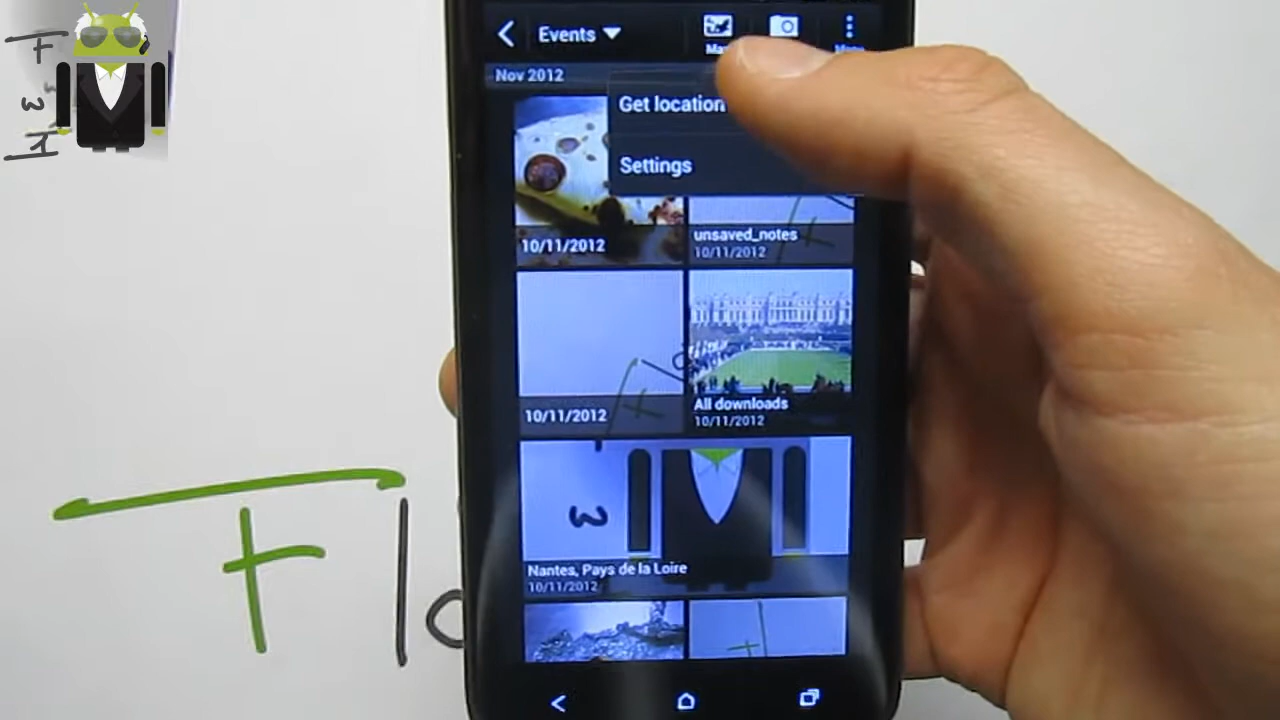 Events
Nov 2012
Get location
Settings
10/11/2012
unsaved_notes
10/11/2012
10/11/2012
All downloads
10/11/2012
Nantes, Pays de la Loire
10/11/2012
Flo